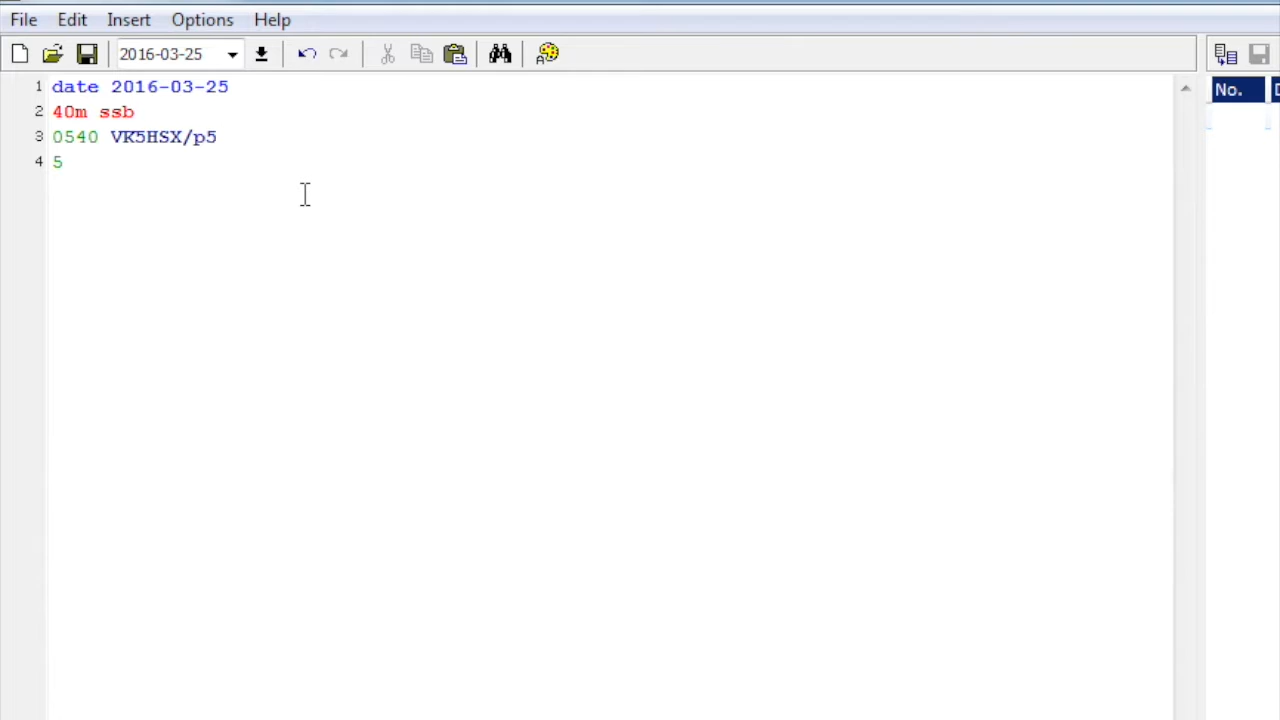 File Edit Insert Options Help
2016-03-25
No.
1 date 2016-03-25
2 40m ssb
3 0540 VK5HSX/p5
4 5